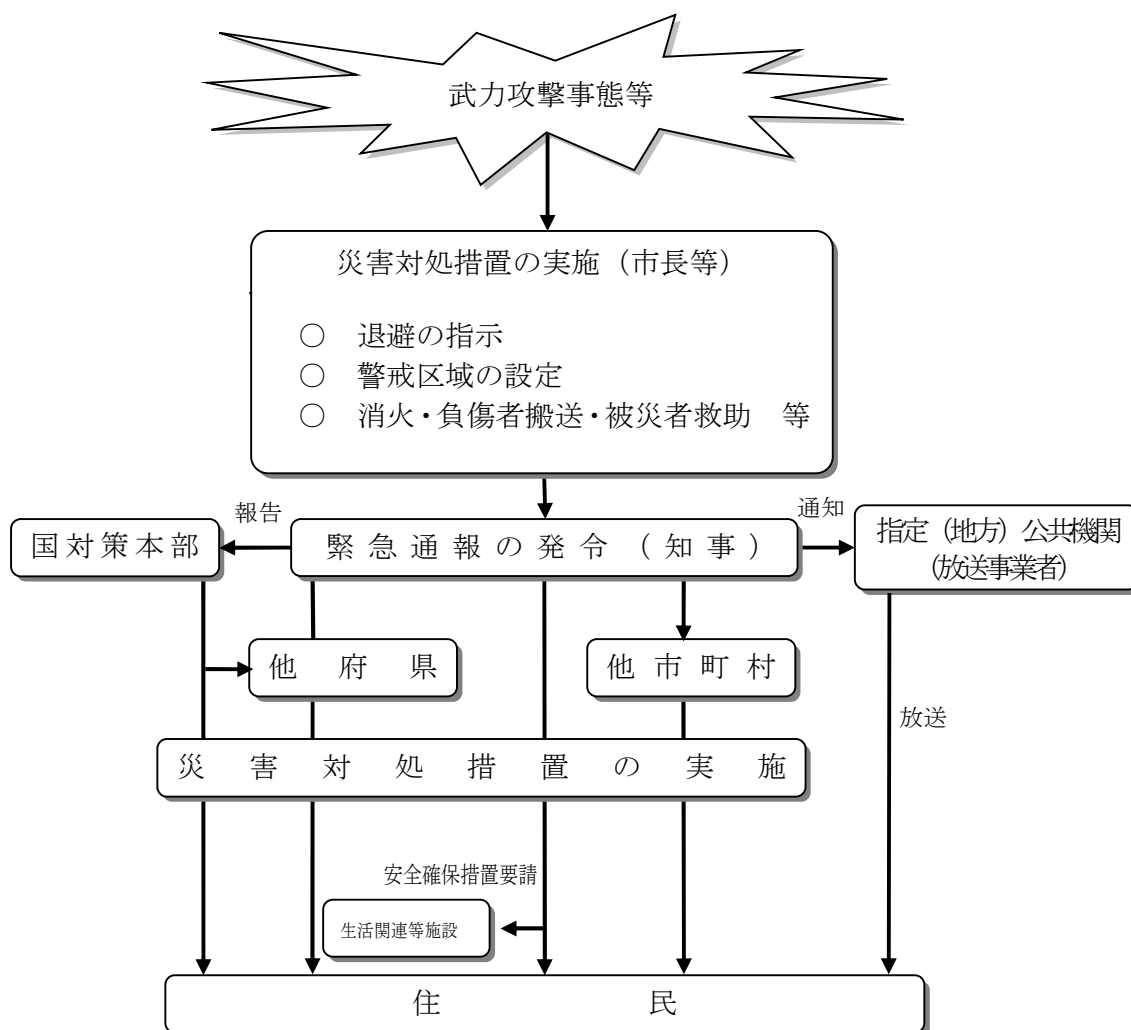 武力攻撃事態等
災害対処措置の実施（市長等）
○　退避の指示
○　警戒区域の設定
○　消火・負傷者搬送・被災者救助　等
報告
通知
国対策本部
緊急通報の発令（知事）
指定（地方）公共機関
（放送事業者）
他府県
他市町村
放送
災害対処措置の実施
安全確保措置要請
生活関連等施設
住民